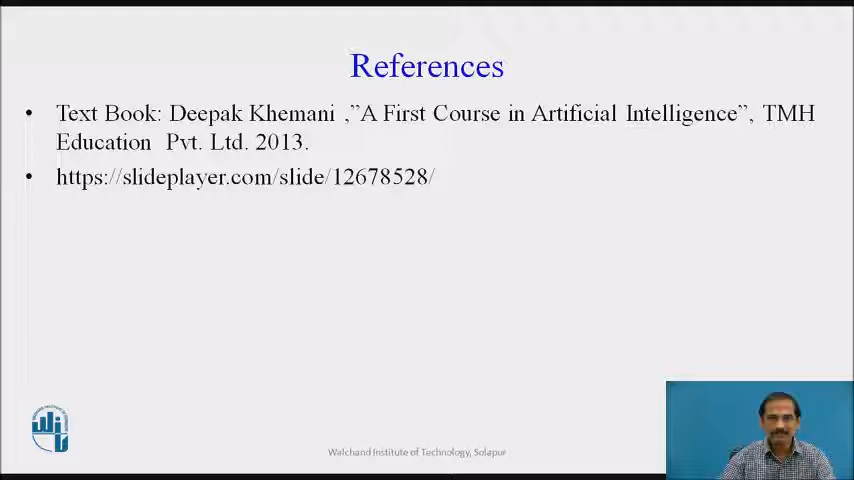 References
• Text Book: Deepak Khemani ,”A First Course in Artificial Intelligence”, TMH
Education Pvt. Ltd. 2013.
• https://slideplayer.com/slide/12678528/
Walchand Institute of Technology, Solapur